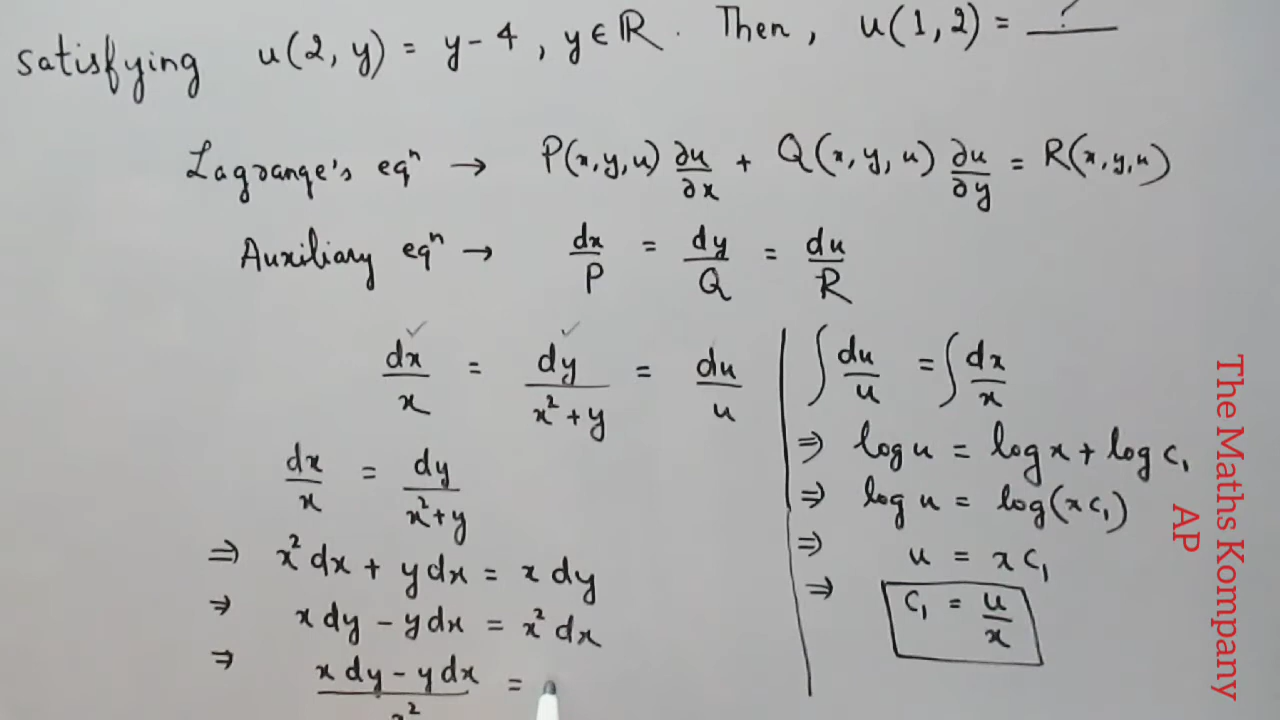 satisfying u(2, y) = y - 4 , y ∈ ℝ. Then, u(1, 2) = ?
Lagrange's eqⁿ → P(x, y, u) ∂u/∂x + Q(x, y, u) ∂u/∂y = R(x, y, u)
Auxiliary eqⁿ → dx/P = dy/Q = du/R
dx/x = dy/(x²+y) = du/u
dx/x = dy/(x²+y)
⇒ x² dx + y dx = x dy
⇒ x dy - y dx = x² dx
⇒ (x dy - y dx)/x² =
∫ du/u = ∫ dx/x
⇒ log u = log x + log c₁
⇒ log u = log(x c₁)
⇒ u = x c₁
⇒ c₁ = u/x
The Maths Kompany
AP